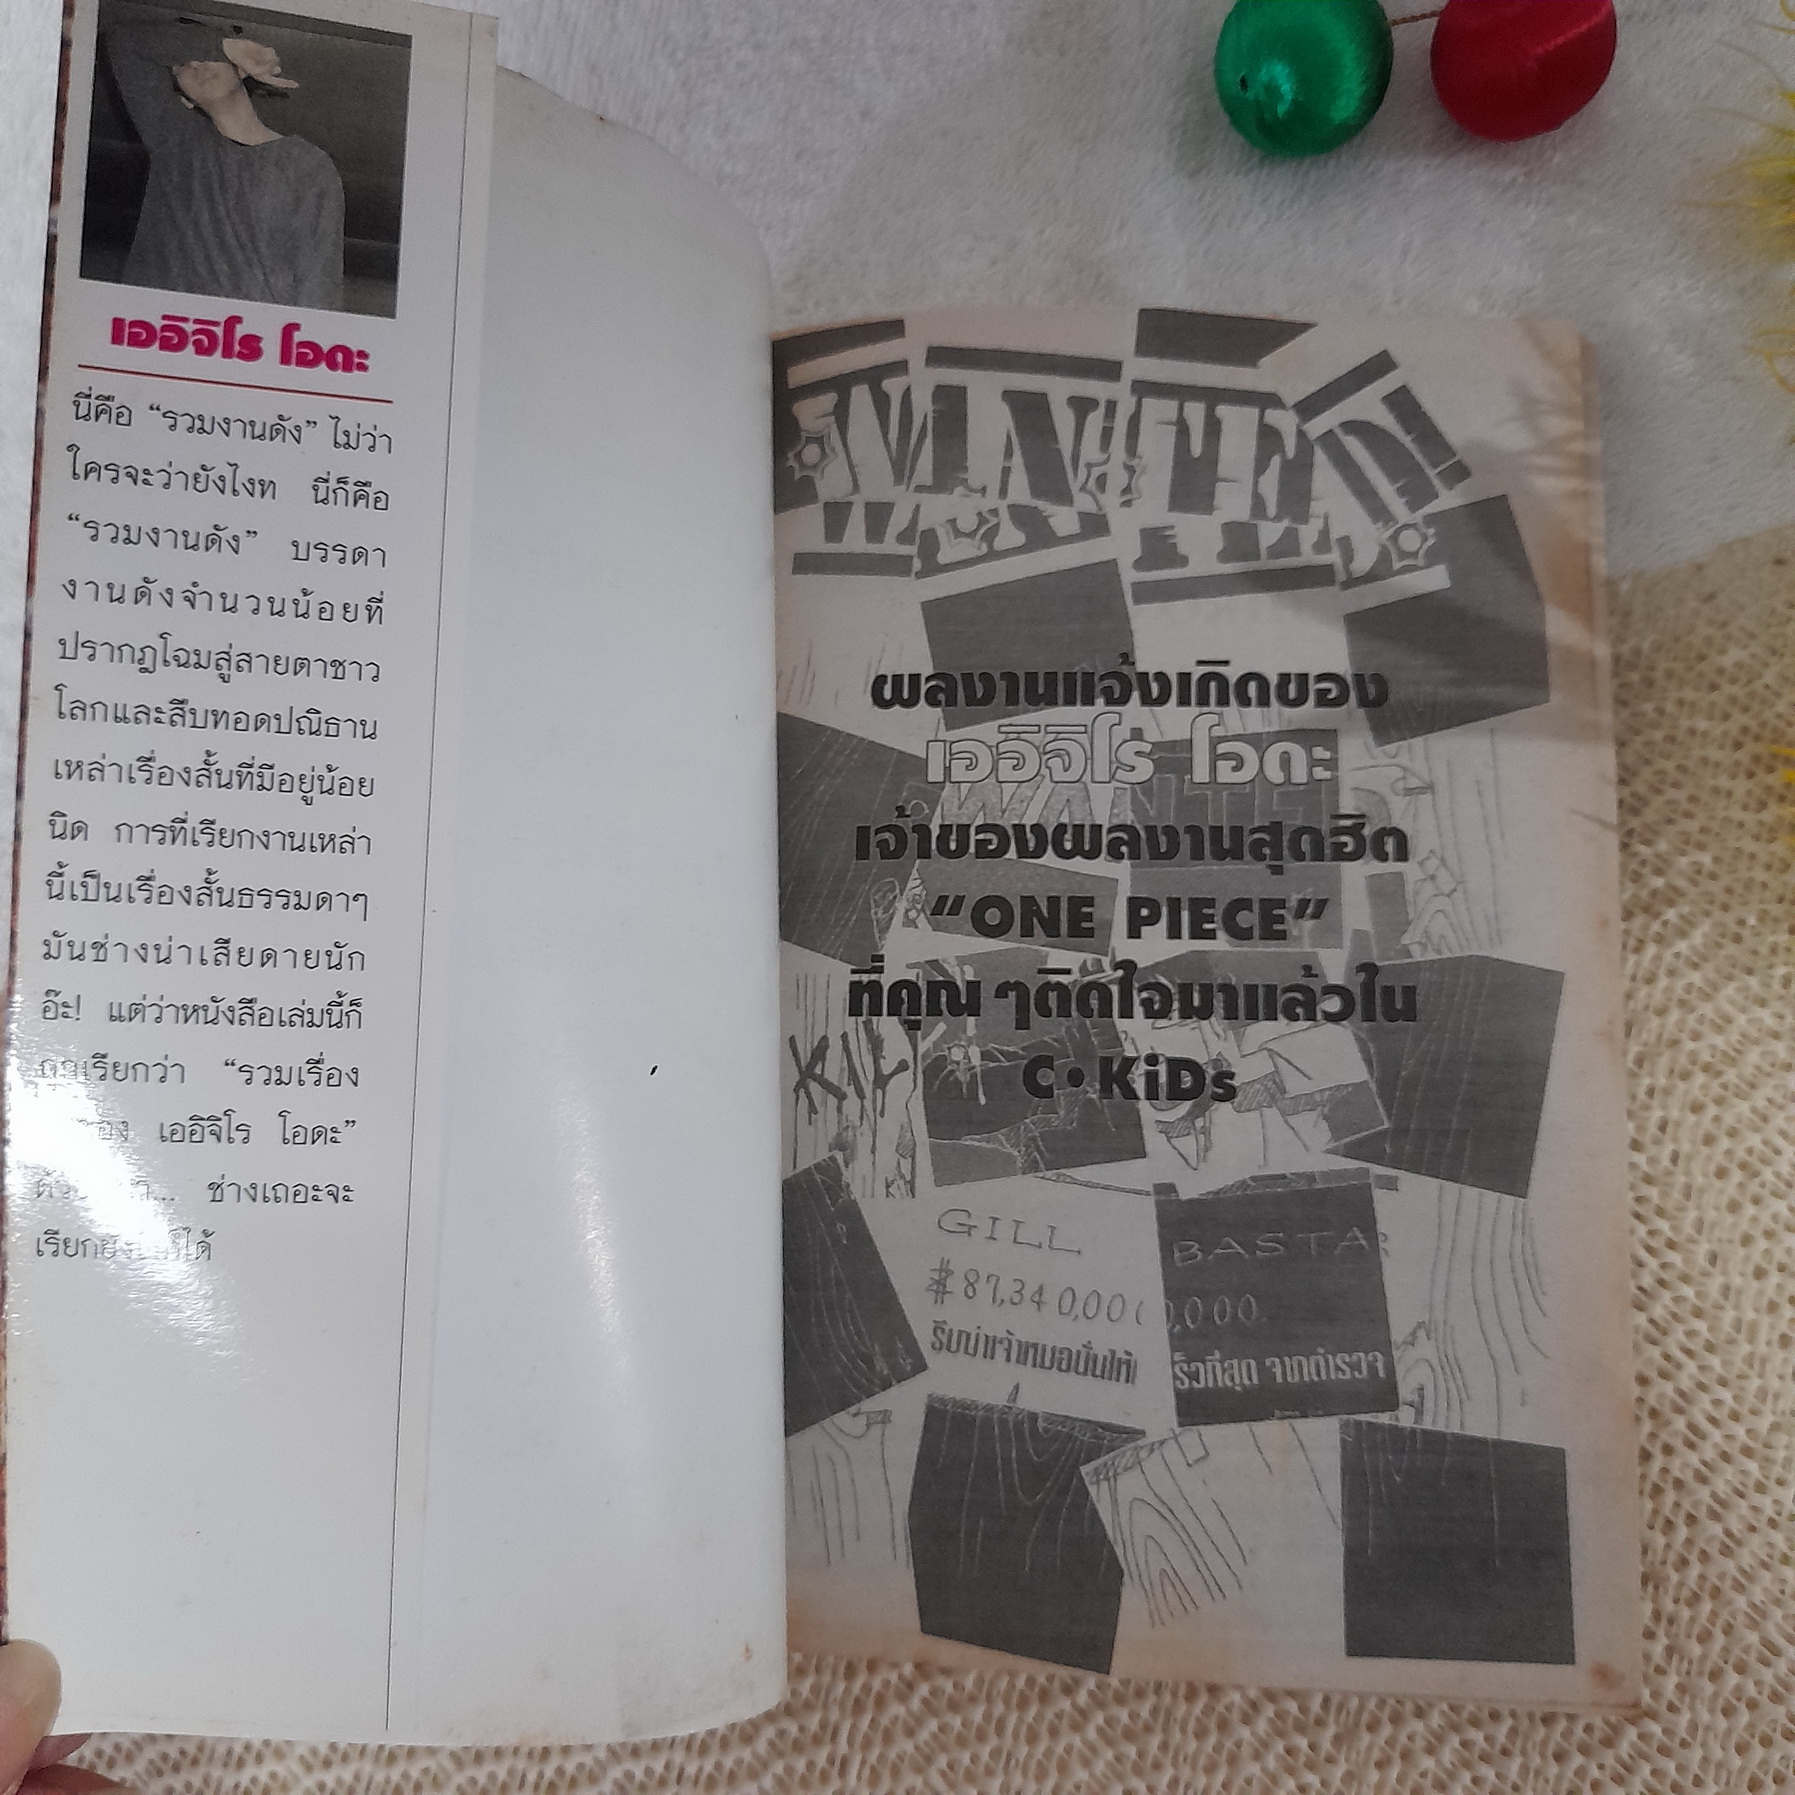 เออิจิโร โอดะ
นี่คือ “รวมงานดัง” ไม่ว่า
ใครจะว่ายังไงท นี่ก็คือ
“รวมงานดัง” บรรดา
งานดังจำนวนน้อยที่
ปรากฎโฉมสู่สายตาชาว
โลกและสืบทอดปณิธาน
เหล่าเรื่องสั้นที่มีอยู่น้อย
นิด การที่เรียกงานเหล่า
นี้เป็นเรื่องสั้นธรรมดาๆ
มันช่างน่าเสียดายนัก
อ๊ะ! แต่ว่าหนังสือเล่มนี้ก็
เรียกว่า “รวมเรื่อง
เออิจิโร โอดะ”
ช่างเถอะจะ
WANTED
ผลงานแจ้งเกิดของ
เออิจิโร โอดะ
WANTED
เจ้าของผลงานสุดฮิต
“ONE PIECE”
ที่คุณ ๆติดใจมาแล้วใน
C•KiDs
GILL BASTA
#87,340,000 0,000
รีบนำเจ้าหมอนั่นให้ เร็วที่สุด จากตำรวจ